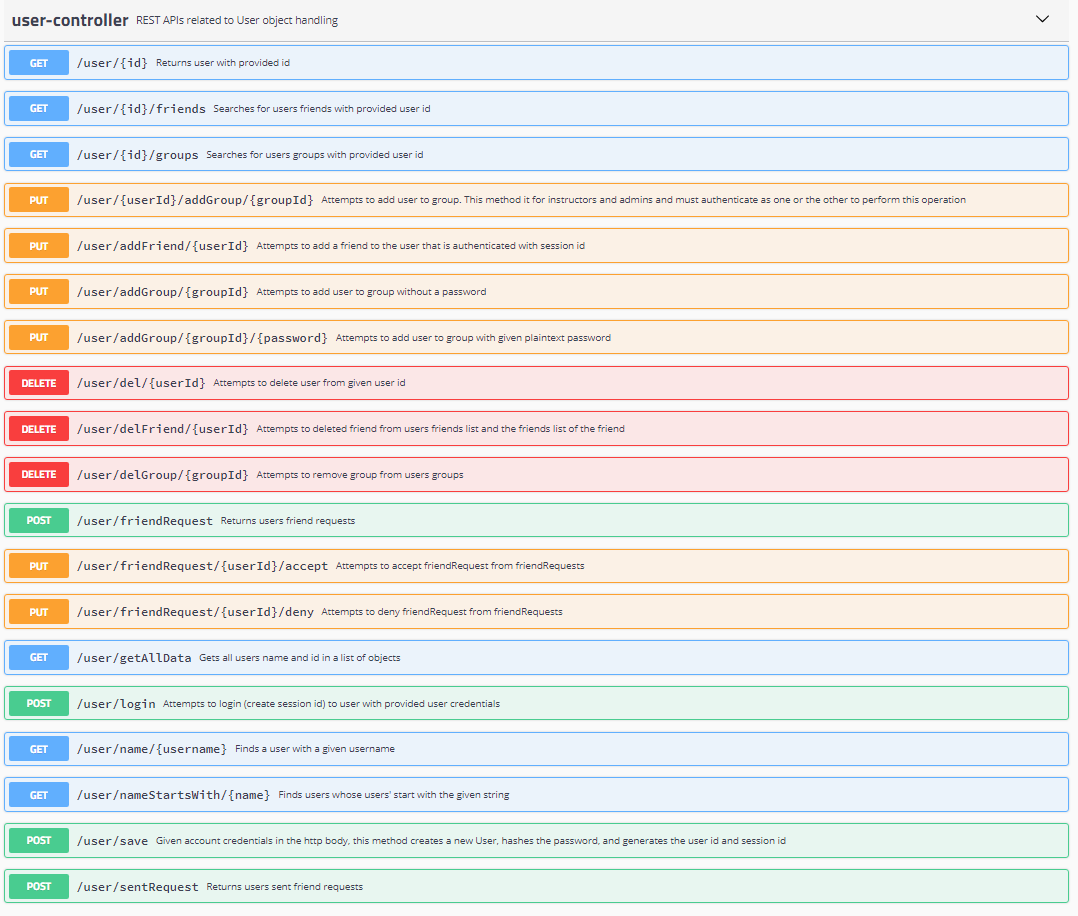 user-controller REST APIs related to User object handling
GET /user/{id} Returns user with provided id
GET /user/{id}/friends Searches for users friends with provided user id
GET /user/{id}/groups Searches for users groups with provided user id
PUT /user/{userId}/addGroup/{groupId} Attempts to add user to group. This method it for instructors and admins and must authenticate as one or the other to perform this operation
PUT /user/addFriend/{userId} Attempts to add a friend to the user that is authenticated with session id
PUT /user/addGroup/{groupId} Attempts to add user to group without a password
PUT /user/addGroup/{groupId}/{password} Attempts to add user to group with given plaintext password
DELETE /user/del/{userId} Attempts to delete user from given user id
DELETE /user/delFriend/{userId} Attempts to deleted friend from users friends list and the friends list of the friend
DELETE /user/delGroup/{groupId} Attempts to remove group from users groups
POST /user/friendRequest Returns users friend requests
PUT /user/friendRequest/{userId}/accept Attempts to accept friendRequest from friendRequests
PUT /user/friendRequest/{userId}/deny Attempts to deny friendRequest from friendRequests
GET /user/getAllData Gets all users name and id in a list of objects
POST /user/login Attempts to login (create session id) to user with provided user credentials
GET /user/name/{username} Finds a user with a given username
GET /user/nameStartsWith/{name} Finds users whose users' start with the given string
POST /user/save Given account credentials in the http body, this method creates a new User, hashes the password, and generates the user id and session id
POST /user/sentRequest Returns users sent friend requests